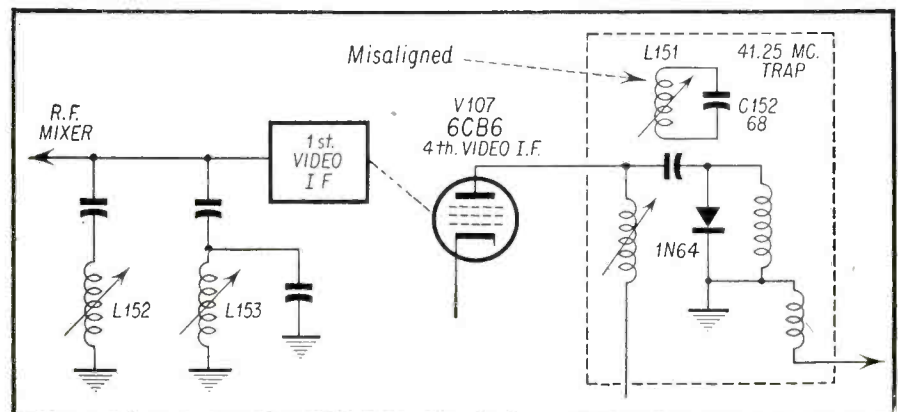 Misaligned
L151
41.25 MC.
TRAP
C152
68
R.F.
MIXER
1st.
VIDEO
I F
V107
6CB6
4th. VIDEO I.F.
1N64
L152
L153